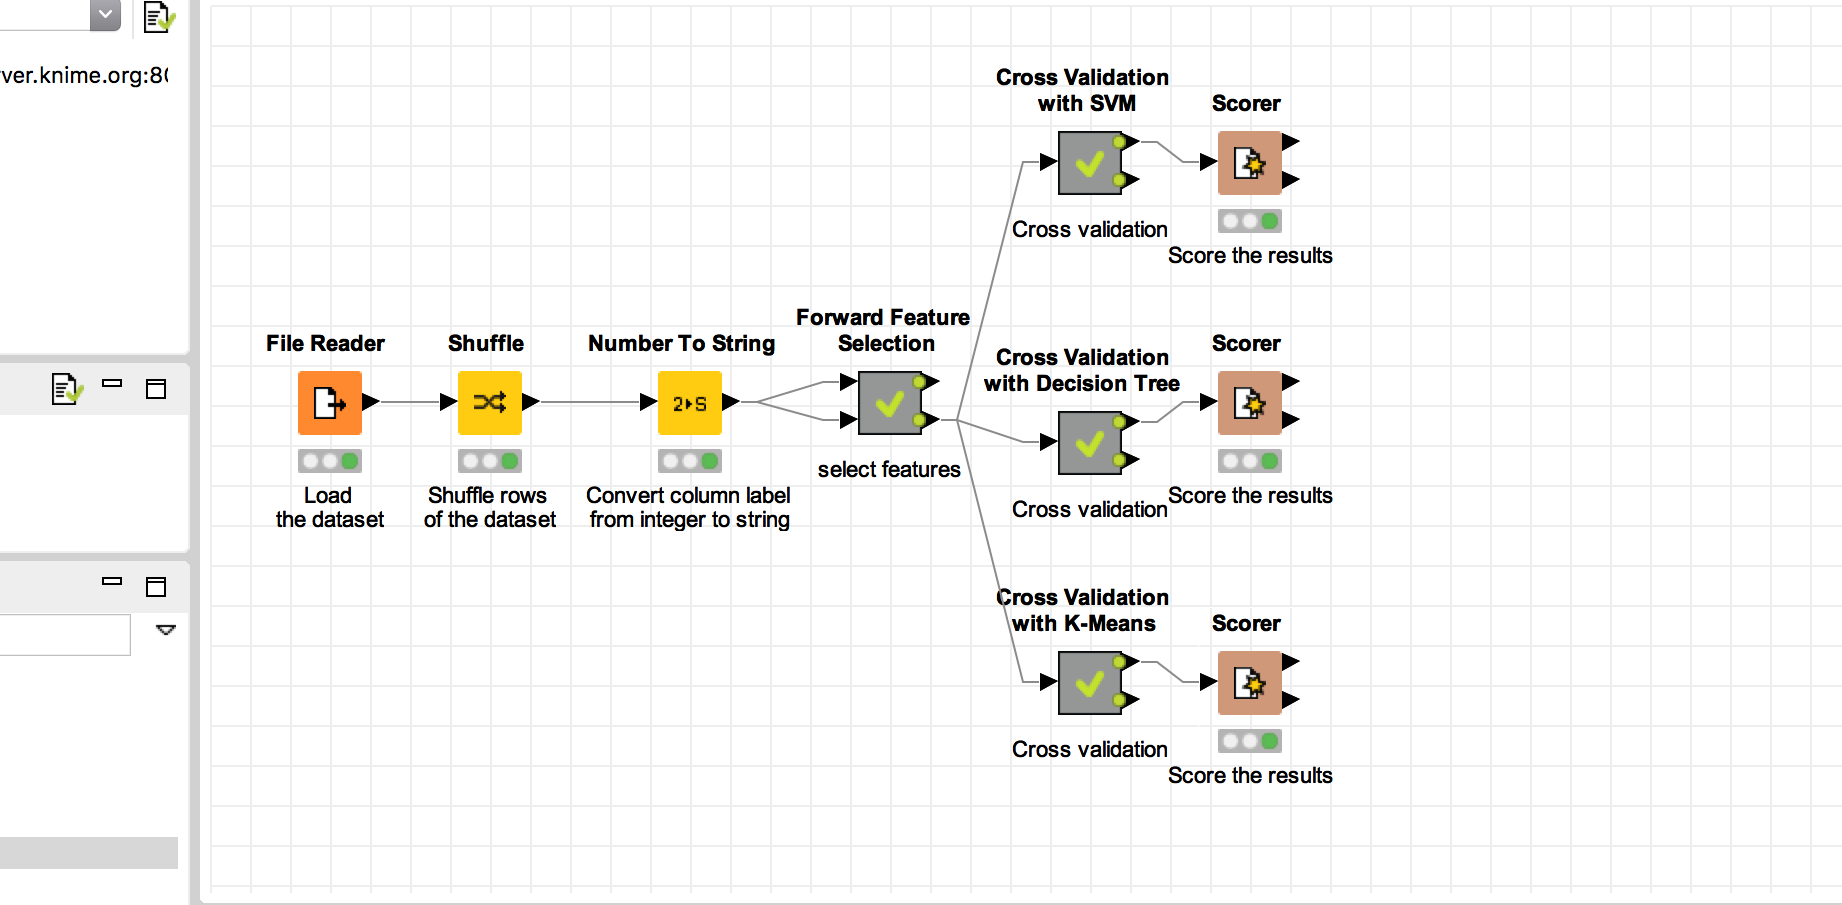 ver.knime.org:80
Cross Validation
with SVM
Scorer
Cross validation
Score the results
File Reader
Load
the dataset
Shuffle
Shuffle rows
of the dataset
Number To String
2▸S
Convert column label
from integer to string
Forward Feature
Selection
select features
Cross Validation
with Decision Tree
Scorer
Cross validation
Score the results
Cross Validation
with K-Means
Scorer
Cross validation
Score the results